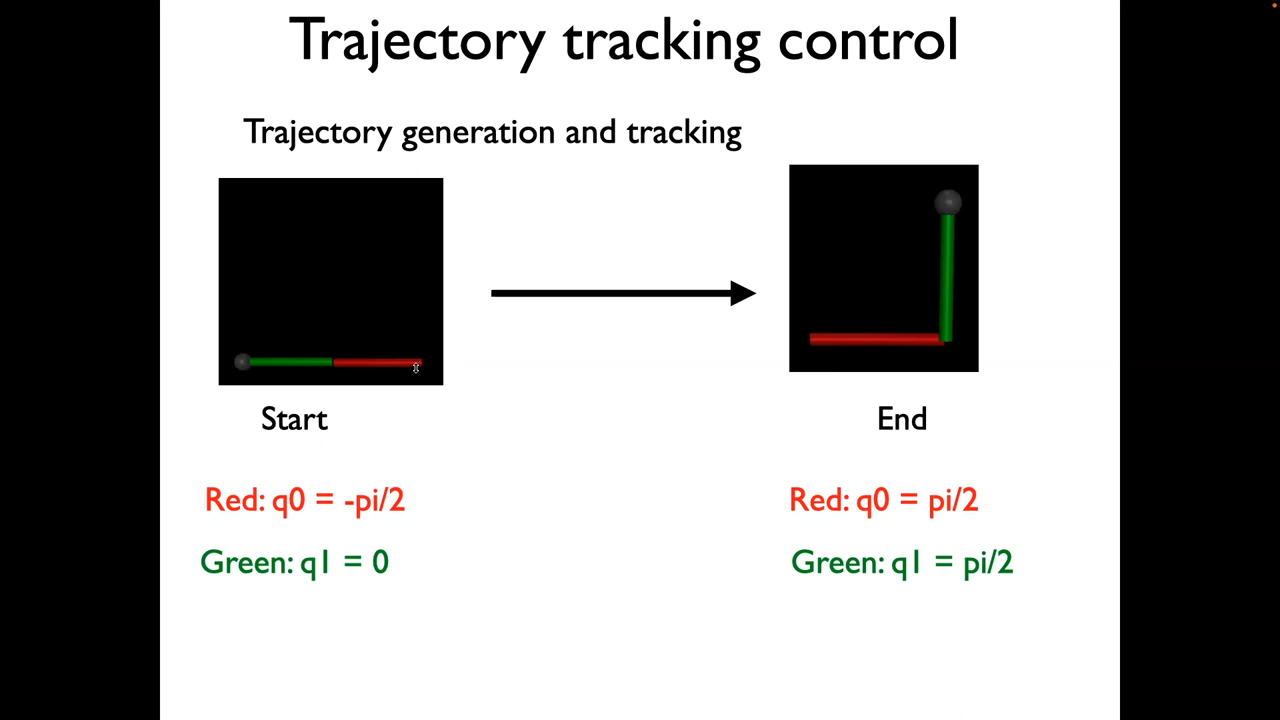 Trajectory tracking control
Trajectory generation and tracking
Start
End
Red: q0 = -pi/2
Red: q0 = pi/2
Green: q1 = 0
Green: q1 = pi/2